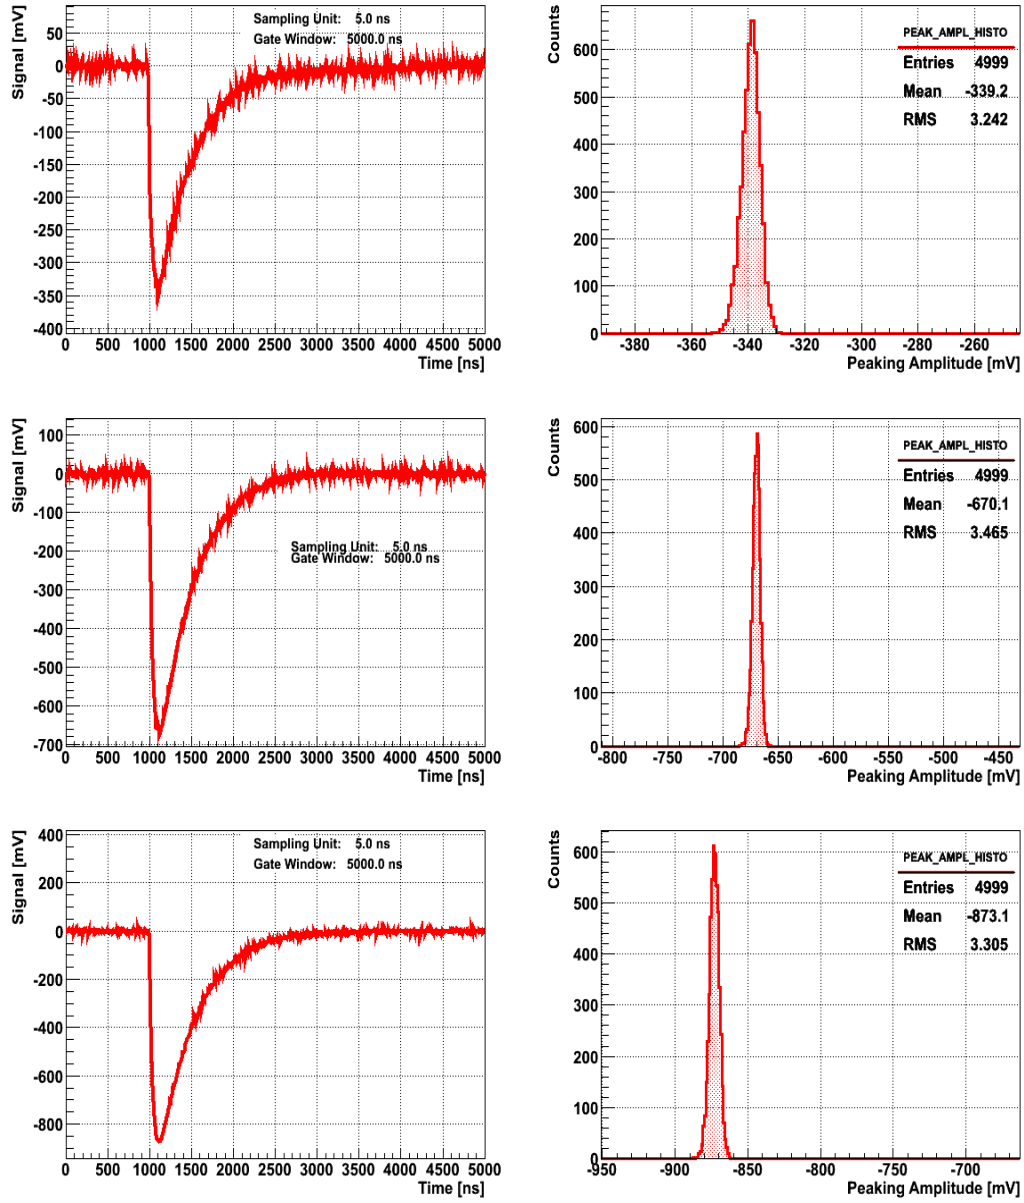 Signal [mV]
Sampling Unit: 5.0 ns
Gate Window: 5000.0 ns
50
0
-50
-100
-150
-200
-250
-300
-350
-400
0 500 1000 1500 2000 2500 3000 3500 4000 4500 5000
Time [ns]
Counts
PEAK_AMPL_HISTO
Entries 4999
Mean -339.2
RMS 3.242
600
500
400
300
200
100
0
-380 -360 -340 -320 -300 -280 -260
Peaking Amplitude [mV]
Signal [mV]
100
0
-100
-200
-300
-400
-500
-600
-700
Sampling Unit: 5.0 ns
Gate Window: 5000.0 ns
0 500 1000 1500 2000 2500 3000 3500 4000 4500 5000
Time [ns]
Counts
PEAK_AMPL_HISTO
Entries 4999
Mean -670.1
RMS 3.465
600
500
400
300
200
100
0
-800 -750 -700 -650 -600 -550 -500 -450
Peaking Amplitude [mV]
Signal [mV]
Sampling Unit: 5.0 ns
Gate Window: 5000.0 ns
400
200
0
-200
-400
-600
-800
0 500 1000 1500 2000 2500 3000 3500 4000 4500 5000
Time [ns]
Counts
PEAK_AMPL_HISTO
Entries 4999
Mean -873.1
RMS 3.305
600
500
400
300
200
100
0
-950 -900 -850 -800 -750 -700
Peaking Amplitude [mV]